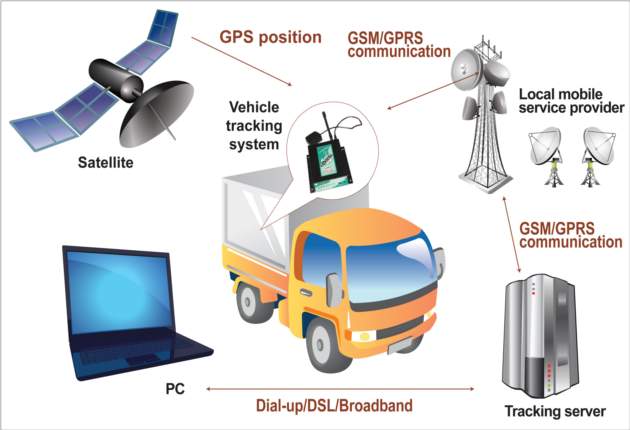 GPS position
GSM/GPRS
communication
Vehicle
tracking
system
Local mobile
service provider
Satellite
GSM/GPRS
communication
PC
Dial-up/DSL/Broadband
Tracking server